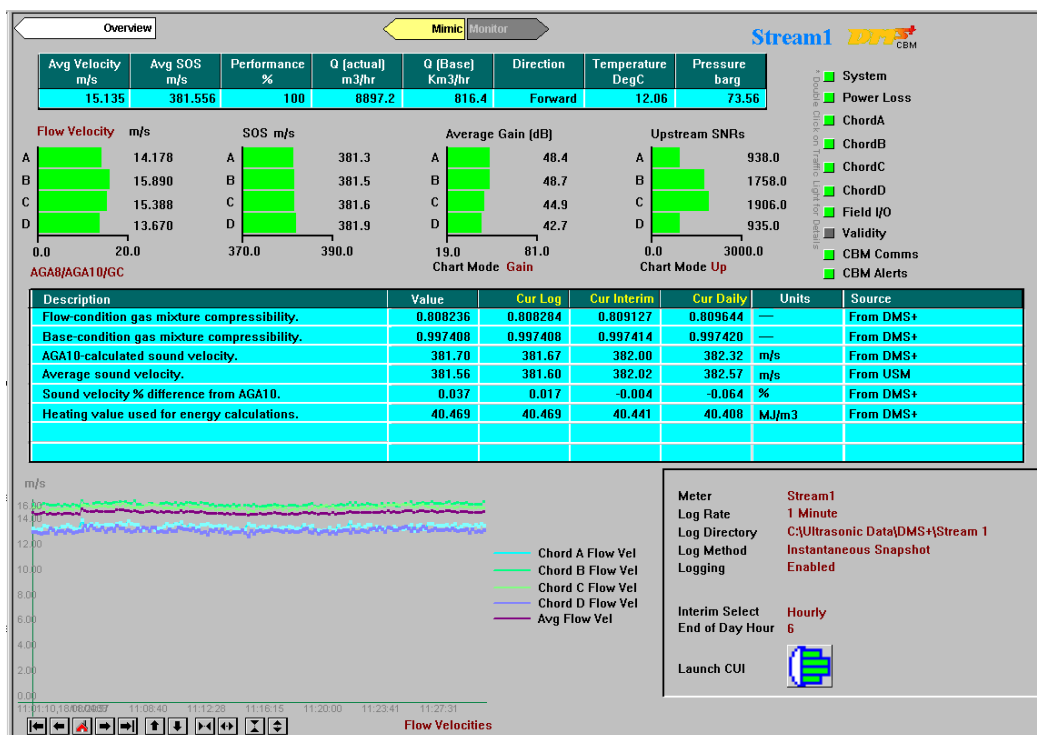 Overview
Mimic Monitor
Stream1 DMS+ CBM
Avg Velocity m/s Avg SOS m/s Performance % Q (actual) m3/hr Q (Base) Km3/hr Direction Temperature DegC Pressure barg
15.135 381.556 100 8897.2 816.4 Forward 12.06 73.56
* Double Click on Traffic Light for Details
System
Power Loss
ChordA
ChordB
ChordC
ChordD
Field I/O
Validity
CBM Comms
CBM Alerts
Flow Velocity m/s
A 14.178
B 15.890
C 15.388
D 13.670
0.0 20.0
AGA8/AGA10/GC
SOS m/s
A 381.3
B 381.5
C 381.6
D 381.9
370.0 390.0
Average Gain (dB)
A 48.4
B 48.7
C 44.9
D 42.7
19.0 81.0
Chart Mode Gain
Upstream SNRs
A 938.0
B 1758.0
C 1906.0
D 935.0
0.0 3000.0
Chart Mode Up
Description Value Cur Log Cur Interim Cur Daily Units Source
Flow-condition gas mixture compressibility. 0.808236 0.808284 0.809127 0.809644 — From DMS+
Base-condition gas mixture compressibility. 0.997408 0.997408 0.997414 0.997420 — From DMS+
AGA10-calculated sound velocity. 381.70 381.67 382.00 382.32 m/s From DMS+
Average sound velocity. 381.56 381.60 382.02 382.57 m/s From USM
Sound velocity % difference from AGA10. 0.037 0.017 -0.004 -0.064 % From DMS+
Heating value used for energy calculations. 40.469 40.469 40.441 40.408 MJ/m3 From DMS+
m/s
16.00
14.00
12.00
10.00
8.00
6.00
4.00
2.00
0.00
11:01:10,18/08/2009 11:08:40 11:12:28 11:16:15 11:20:00 11:23:41 11:27:31
Flow Velocities
Chord A Flow Vel
Chord B Flow Vel
Chord C Flow Vel
Chord D Flow Vel
Avg Flow Vel
Meter Stream1
Log Rate 1 Minute
Log Directory C:\Ultrasonic Data\DMS+\Stream 1
Log Method Instantaneous Snapshot
Logging Enabled
Interim Select Hourly
End of Day Hour 6
Launch CUI